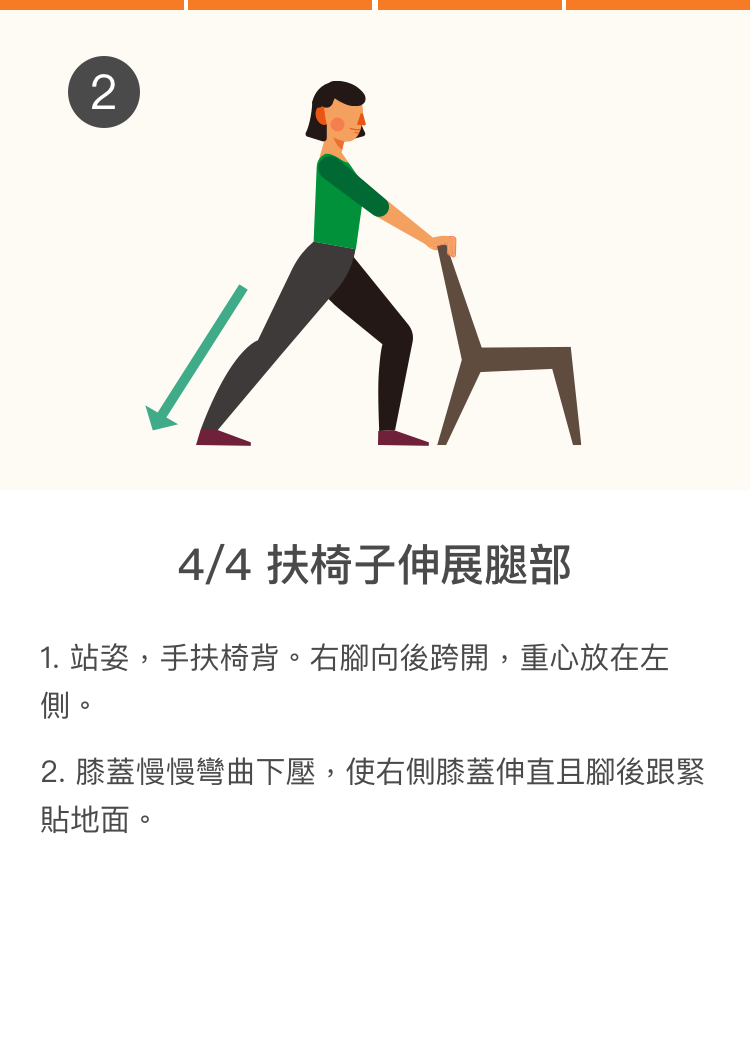 2
4/4 扶椅子伸展腿部
1. 站姿，手扶椅背。右腳向後跨開，重心放在左
側。
2. 膝蓋慢慢彎曲下壓，使右側膝蓋伸直且腳後跟緊
貼地面。